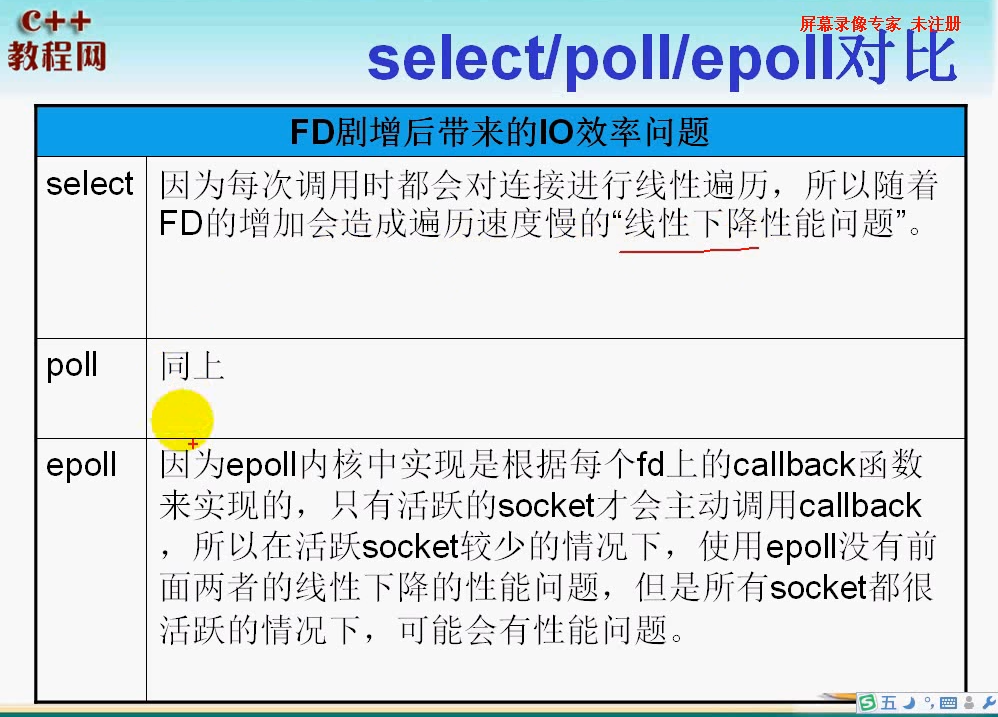 C++
教程网
屏幕录像专家 未注册
select/poll/epoll对比
FD剧增后带来的IO效率问题
select
因为每次调用时都会对连接进行线性遍历，所以随着
FD的增加会造成遍历速度慢的“线性下降性能问题”。
poll
同上
epoll
因为epoll内核中实现是根据每个fd上的callback函数
来实现的，只有活跃的socket才会主动调用callback
，所以在活跃socket较少的情况下，使用epoll没有前
面两者的线性下降的性能问题，但是所有socket都很
活跃的情况下，可能会有性能问题。
S五